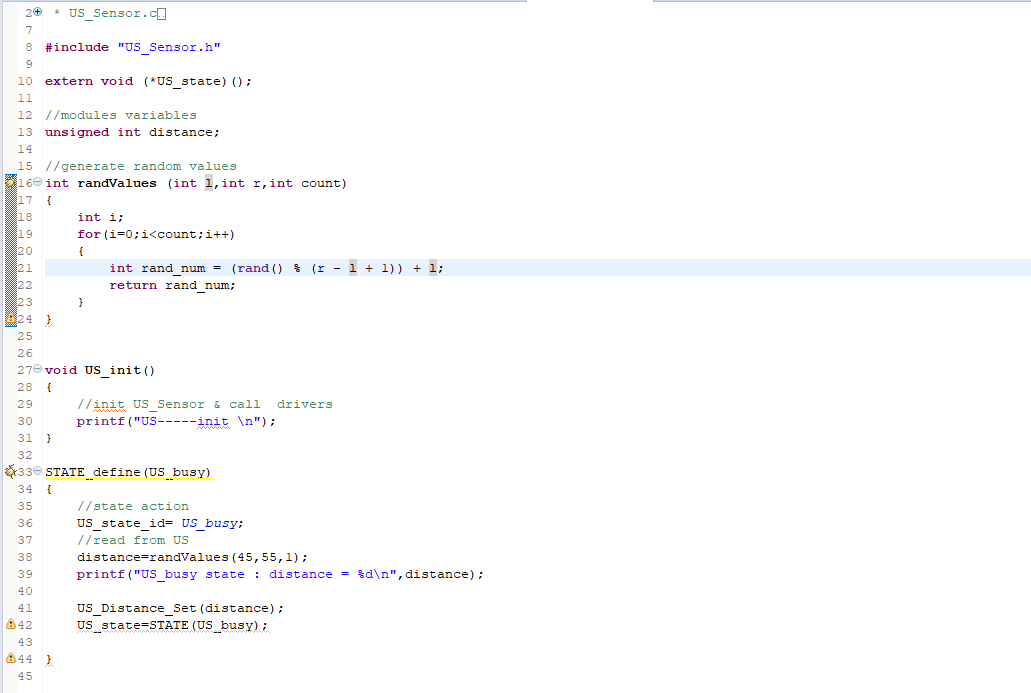 2 * US_Sensor.c
7
8 #include "US_Sensor.h"
9
10 extern void (*US_state)();
11
12 //modules variables
13 unsigned int distance;
14
15 //generate random values
16 int randValues (int l,int r,int count)
17 {
18     int i;
19     for(i=0;i<count;i++)
20     {
21         int rand_num = (rand() % (r - l + 1)) + l;
22         return rand_num;
23     }
24 }
25
26
27 void US_init()
28 {
29     //init US_Sensor & call  drivers
30     printf("US-----init \n");
31 }
32
33 STATE_define(US_busy)
34 {
35     //state action
36     US_state_id= US_busy;
37     //read from US
38     distance=randValues(45,55,1);
39     printf("US_busy state : distance = %d\n",distance);
40
41     US_Distance_Set(distance);
42     US_state=STATE(US_busy);
43
44 }
45